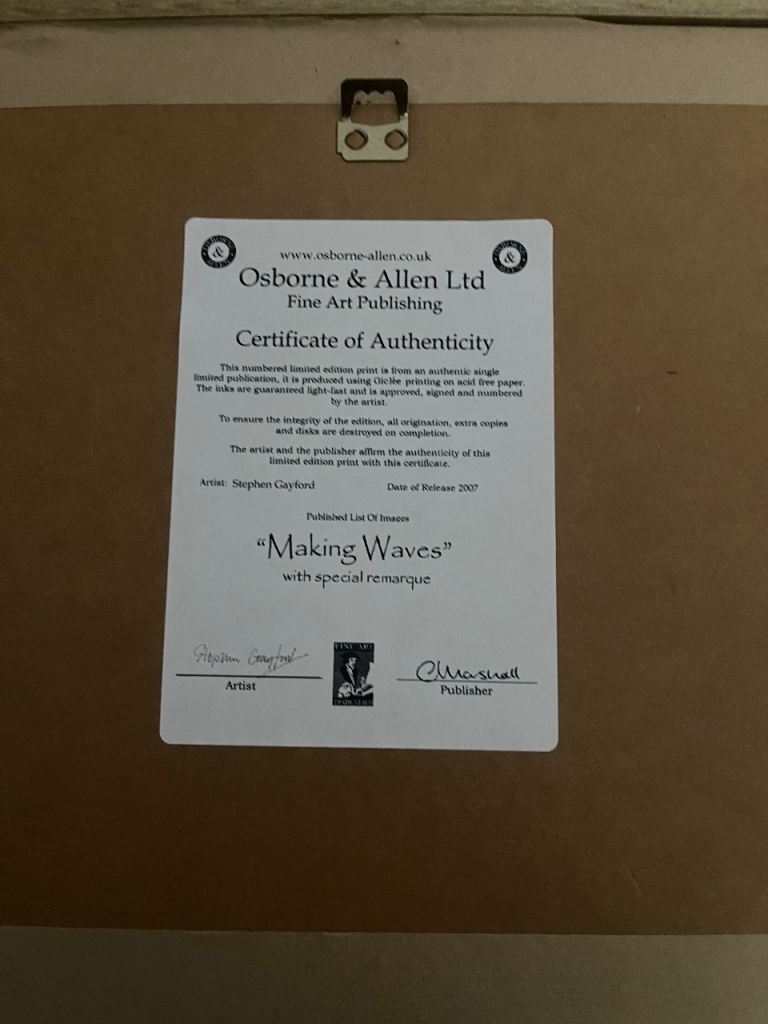 www.osborne-allen.co.uk
Osborne & Allen Ltd
Fine Art Publishing
Certificate of Authenticity
This numbered limited edition print is from an authentic single
limited publication, it is produced using Giclèe printing on acid free paper.
The inks are guaranteed light-fast and is approved, signed and numbered
by the artist.
To ensure the integrity of the edition, all origination, extra copies
and disks are destroyed on completion.
The artist and the publisher affirm the authenticity of this
limited edition print with this certificate.
Artist: Stephen Gayford Date of Release 2007
Published List Of Images
"Making Waves"
with special remarque
Stephen Gayford
CMarshall
Artist
Publisher
FINE ART
TRADE GUILD
&
&